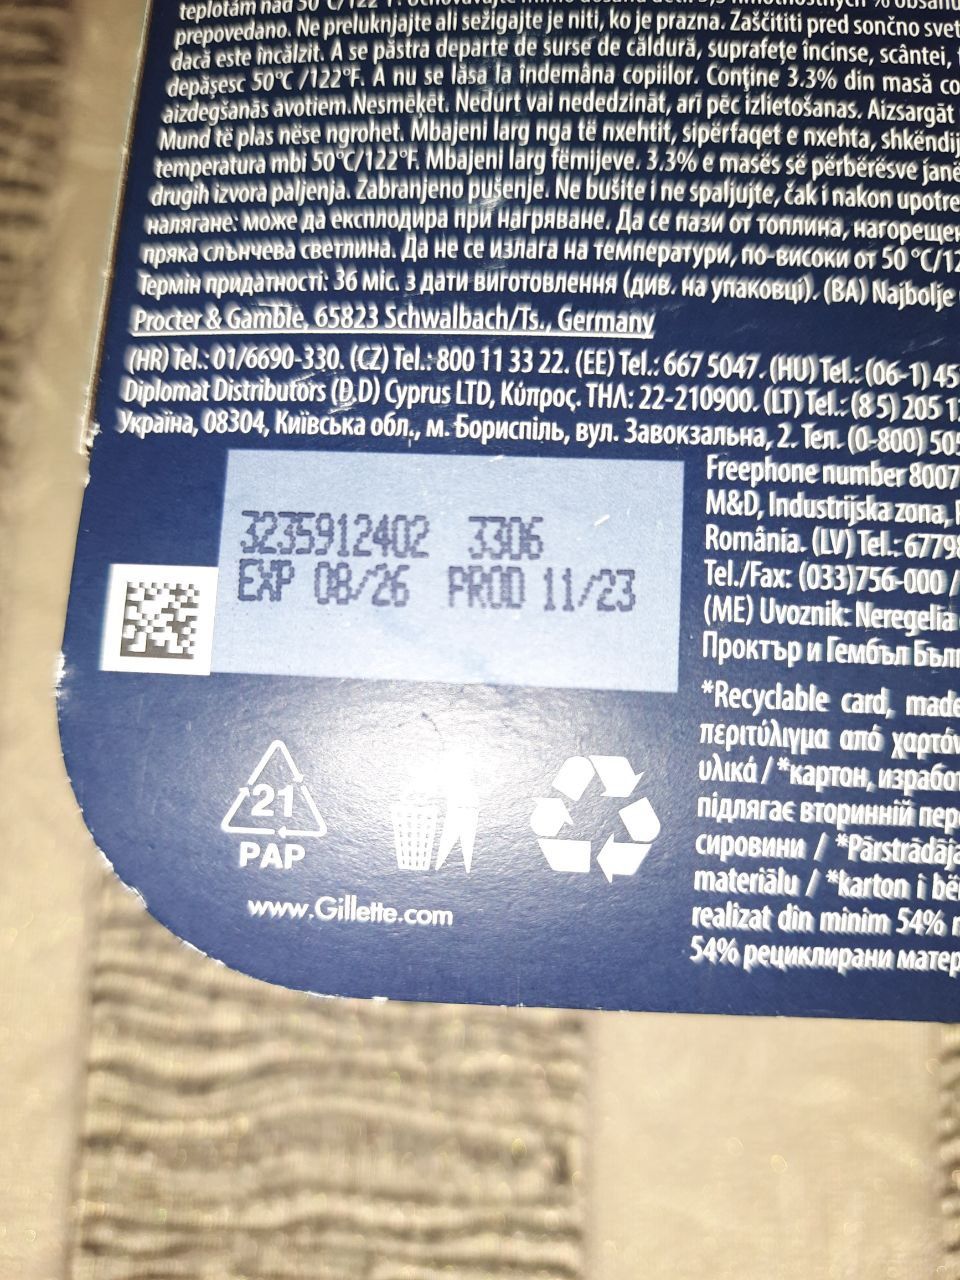 teplotám nad 50°C/122°F.
prepovedano. Ne preluknjajte ali sežigajte je niti, ko je prazna. Zaščititi pred sončno svet
dacă este încălzit. A se păstra departe de surse de căldură, suprafețe încinse, scântei,
depășesc 50°C/122°F. A nu se lăsa la îndemâna copiilor. Conține 3.3% din masă co
aizdegšanās avotiem. Nesmēķēt. Nedurt vai nededzināt, arī pēc izlietošanas. Aizsargāt
Mund të plas nëse ngrohet. Mbajeni larg nga të nxehtit, sipërfaqet e nxehta, shkëndij
temperatura mbi 50°C/122°F. Mbajeni larg fëmijeve. 3.3% e masës së përbërësve janë
drugih izvora paljenja. Zabranjeno pušenje. Ne bušite i ne spaljujte, čak i nakon upotre
налягане: може да експлодира при нагряване. Да се пази от топлина, нагорещен
пряка слънчева светлина. Да не се излага на температури, по-високи от 50 °C/12
Термін придатності: 36 міс. з дати виготовлення (див. на упаковці). (BA) Najbolje
Procter & Gamble, 65823 Schwalbach/Ts., Germany
(HR) Tel.: 01/6690-330. (CZ) Tel.: 800 11 33 22. (EE) Tel.: 667 5047. (HU) Tel.: (06-1) 45
Diplomat Distributors (D.D) Cyprus LTD, Κύπρος. ΤΗΛ: 22-210900. (LT) Tel.: (8 5) 205 1
Україна, 08304, Київська обл., м. Бориспіль, вул. Завокзальна, 2. Тел. (0-800) 505
Freephone number 8007
M&D, Industrijska zona,
România. (LV) Tel.: 6779
Tel./Fax: (033)756-000 /
(ME) Uvoznik: Neregelia
Проктър и Гембъл Бълг
3235912402 3306
EXP 08/26 PROD 11/23
*Recyclable card, made
περιτύλιγμα από χαρτόν
υλικά / *картон, изработ
підлягає вторинній пер
сировини / *Pārstrādāja
materiālu / *karton i bë
realizat din minim 54%
54% рециклирани матер
21
PAP
www.Gillette.com